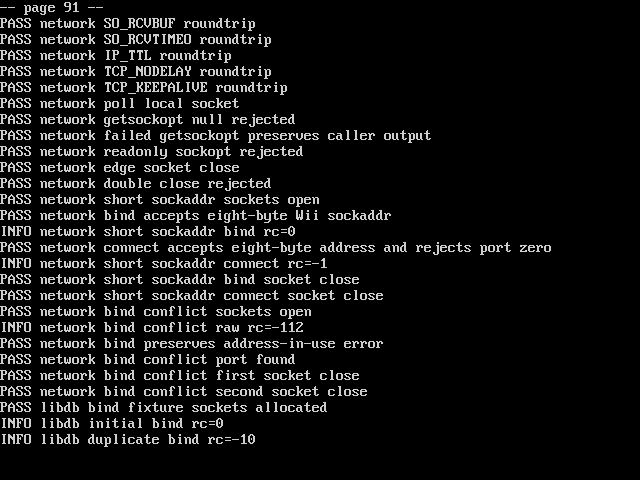 -- page 91 --
PASS network SO_RCVBUF roundtrip
PASS network SO_RCVTIMEO roundtrip
PASS network IP_TTL roundtrip
PASS network TCP_NODELAY roundtrip
PASS network TCP_KEEPALIVE roundtrip
PASS network poll local socket
PASS network getsockopt null rejected
PASS network failed getsockopt preserves caller output
PASS network readonly sockopt rejected
PASS network edge socket close
PASS network double close rejected
PASS network short sockaddr sockets open
PASS network bind accepts eight-byte Wii sockaddr
INFO network short sockaddr bind rc=0
PASS network connect accepts eight-byte address and rejects port zero
INFO network short sockaddr connect rc=-1
PASS network short sockaddr bind socket close
PASS network short sockaddr connect socket close
PASS network bind conflict sockets open
INFO network bind conflict raw rc=-112
PASS network bind preserves address-in-use error
PASS network bind conflict port found
PASS network bind conflict first socket close
PASS network bind conflict second socket close
PASS libdb bind fixture sockets allocated
INFO libdb initial bind rc=0
INFO libdb duplicate bind rc=-10